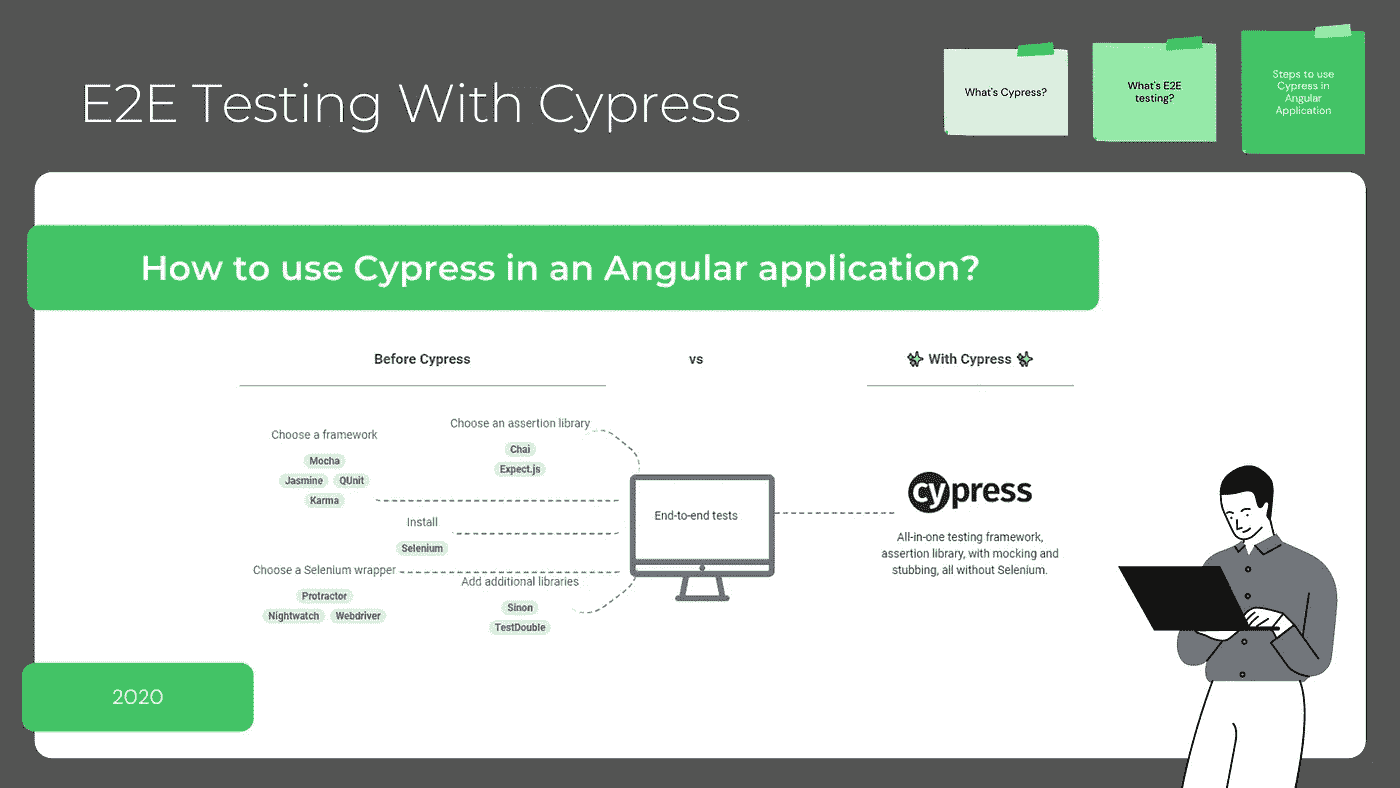 E2E Testing With Cypress
What's Cypress?
What's E2E
testing?
Steps to use
Cypress in
Angular
Application
How to use Cypress in an Angular application?
Before Cypress
vs
With Cypress
Choose a framework
Mocha
Jasmine QUnit
Karma
Choose an assertion library
Chai
Expect.js
Install
Selenium
Choose a Selenium wrapper
Protractor
Nightwatch Webdriver
Add additional libraries
Sinon
TestDouble
End-to-end tests
cypress
All-in-one testing framework,
assertion library, with mocking and
stubbing, all without Selenium.
2020